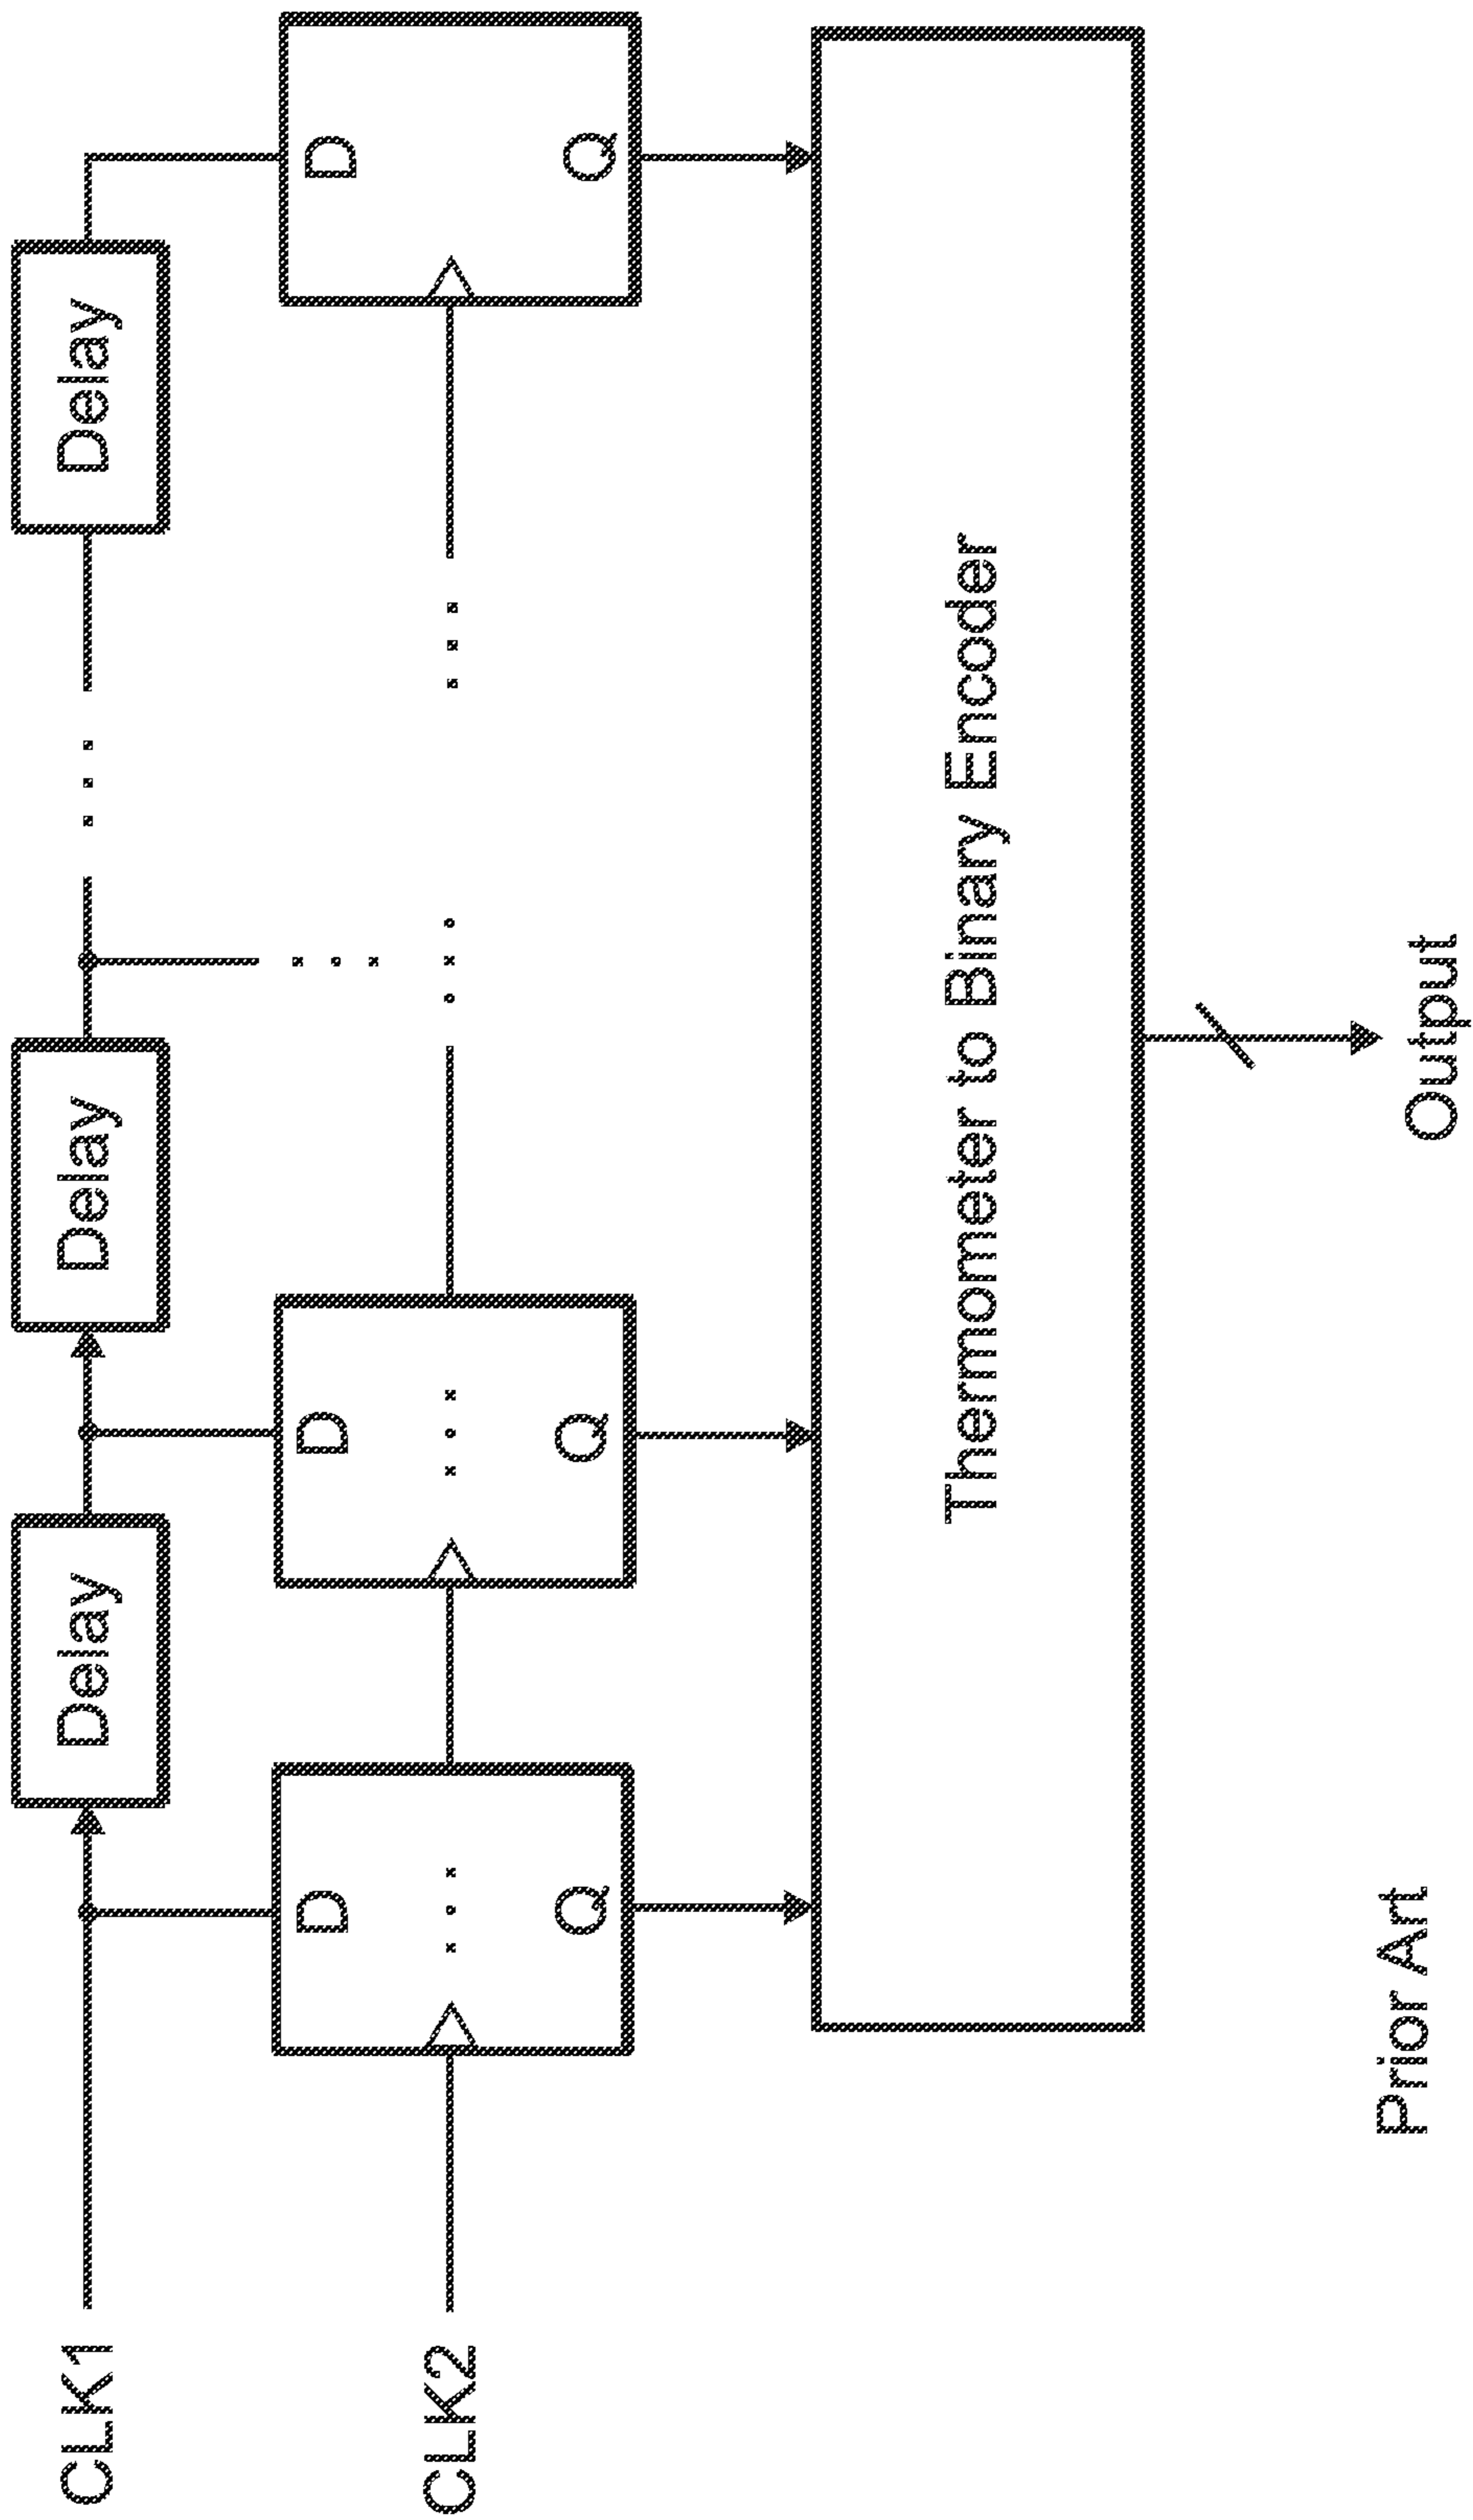 Delay
Delay
Delay
CLK1
D
D
D
CLK2
Q
Q
Q
Thermometer to Binary Encoder
Output
Prior Art